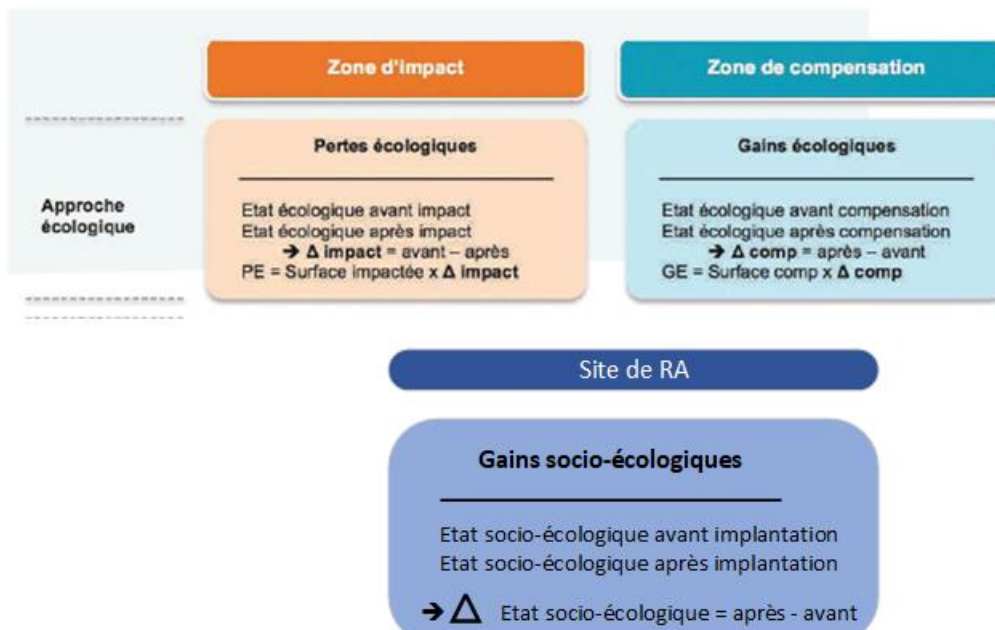 Zone d'impact
Zone de compensation
Approche
écologique
Pertes écologiques
Etat écologique avant impact
Etat écologique après impact
➔ Δ impact = avant – après
PE = Surface impactée x Δ impact
Gains écologiques
Etat écologique avant compensation
Etat écologique après compensation
➔ Δ comp = après – avant
GE = Surface comp x Δ comp
Site de RA
Gains socio-écologiques
Etat socio-écologique avant implantation
Etat socio-écologique après implantation
➔ Δ Etat socio-écologique = après - avant